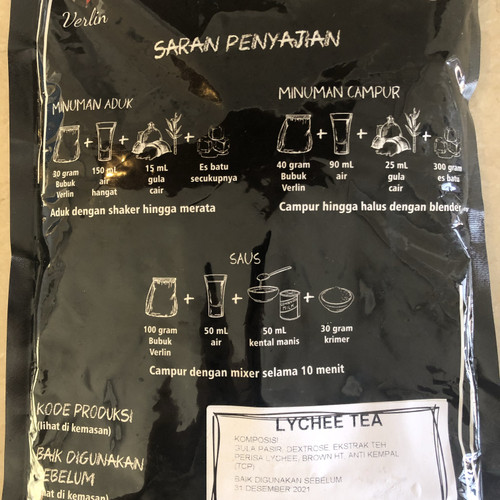 Verlin
SARAN PENYAJIAN
MINUMAN ADUK
30 gram Bubuk Verlin
+
150 mL air hangat
+
15 mL gula cair
+
Es batu secukupnya
Aduk dengan shaker hingga merata
MINUMAN CAMPUR
40 gram Bubuk Verlin
+
90 mL air
+
25 mL gula cair
+
300 gram es batu
Campur hingga halus dengan blender
SAUS
100 gram Bubuk Verlin
+
50 mL air
+
50 mL kental manis
+
30 gram krimer
Campur dengan mixer selama 10 menit
KODE PRODUKSI
(lihat di kemasan)
BAIK DIGUNAKAN
SEBELUM
(lihat di kemasan)
LYCHEE TEA
KOMPOSISI
GULA PASIR, DEXTROSE, EKSTRAK TEH
PERISA LYCHEE, BROWN HT, ANTI KEMPAL
(TCP)
BAIK DIGUNAKAN SEBELUM
31 DESEMBER 2021